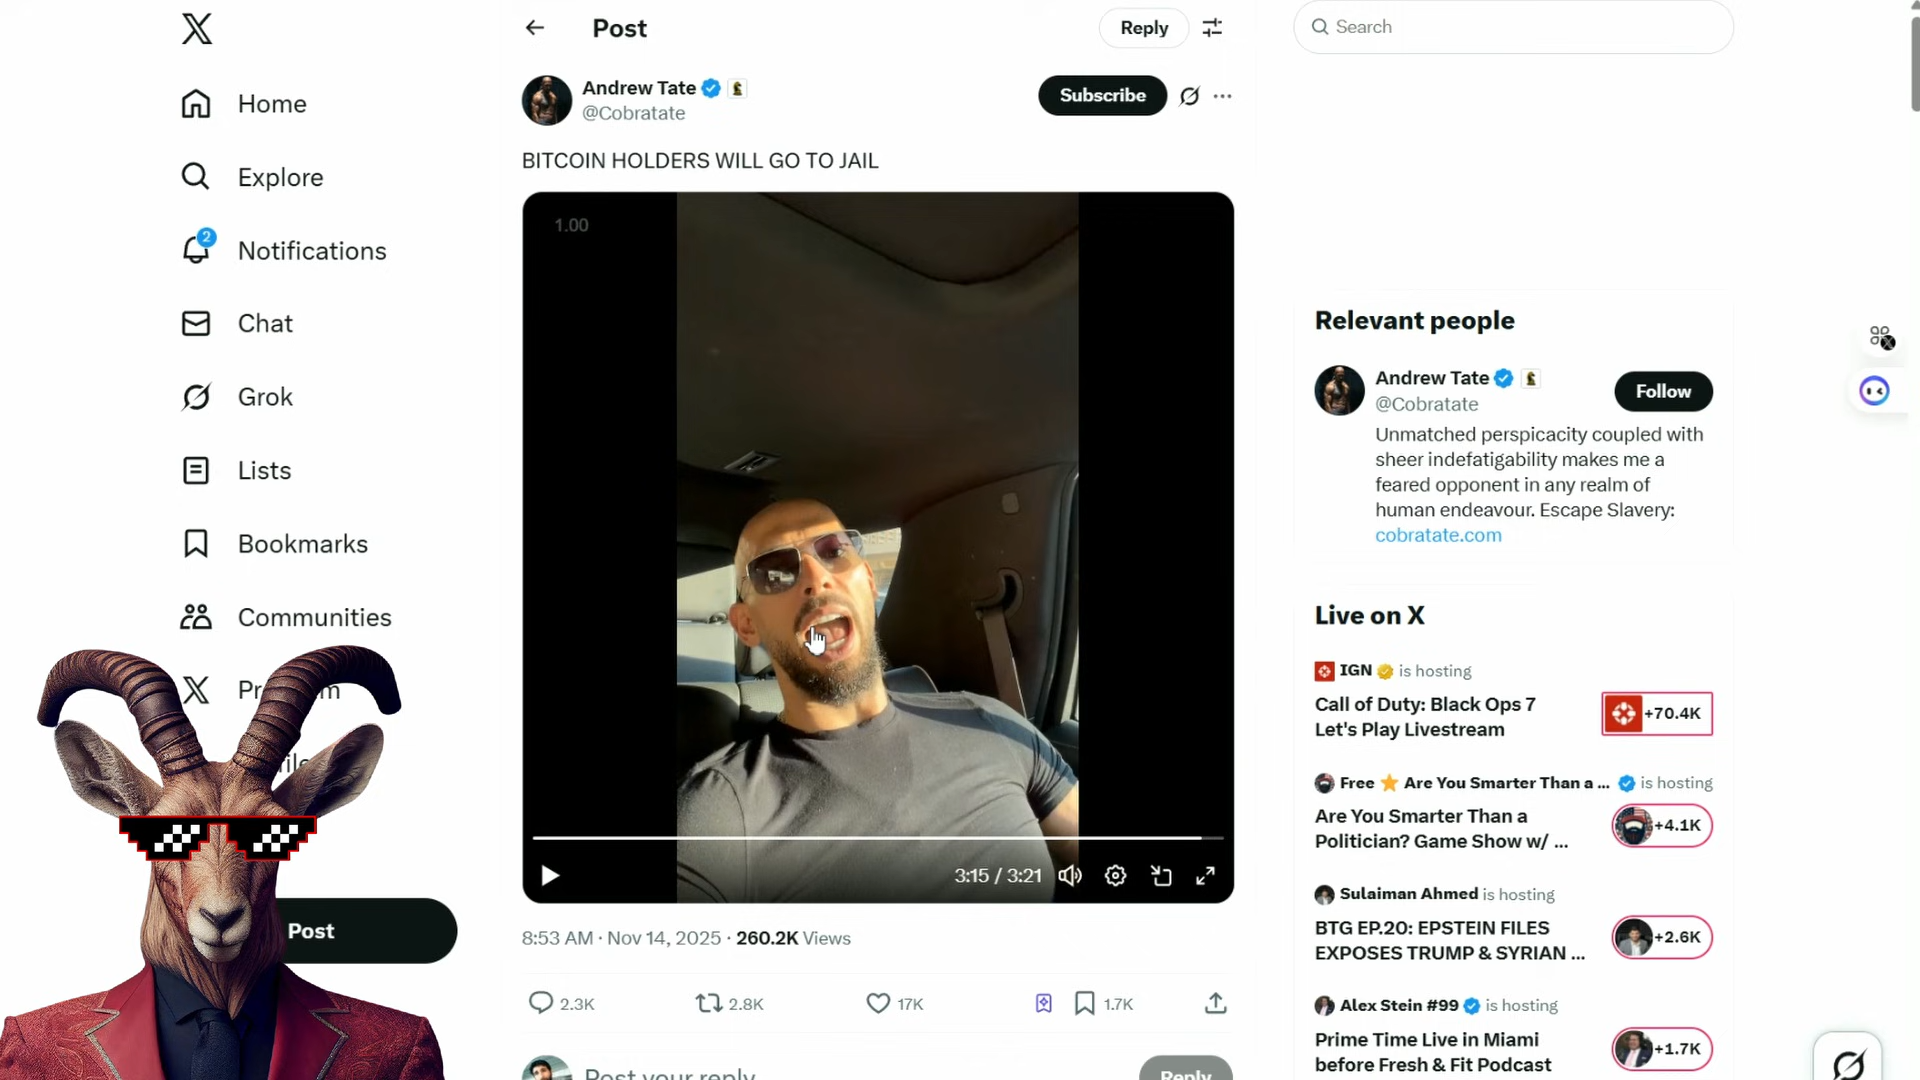 Home
Explore
2
Notifications
Chat
Grok
Lists
Bookmarks
Communities
Post
Post
Reply
Andrew Tate
@Cobratate
Subscribe
BITCOIN HOLDERS WILL GO TO JAIL
1.00
3:15 / 3:21
8:53 AM · Nov 14, 2025 · 260.2K Views
2.3K
2.8K
17K
1.7K
Post your reply
Reply
Search
Relevant people
Andrew Tate
@Cobratate
Follow
Unmatched perspicacity coupled with
sheer indefatigability makes me a
feared opponent in any realm of
human endeavour. Escape Slavery:
cobratate.com
Live on X
IGN is hosting
Call of Duty: Black Ops 7
Let's Play Livestream
+70.4K
Free ⭐ Are You Smarter Than a ... is hosting
Are You Smarter Than a
Politician? Game Show w/ ...
+4.1K
Sulaiman Ahmed is hosting
BTG EP.20: EPSTEIN FILES
EXPOSES TRUMP & SYRIAN ...
+2.6K
Alex Stein #99 is hosting
Prime Time Live in Miami
before Fresh & Fit Podcast
+1.7K